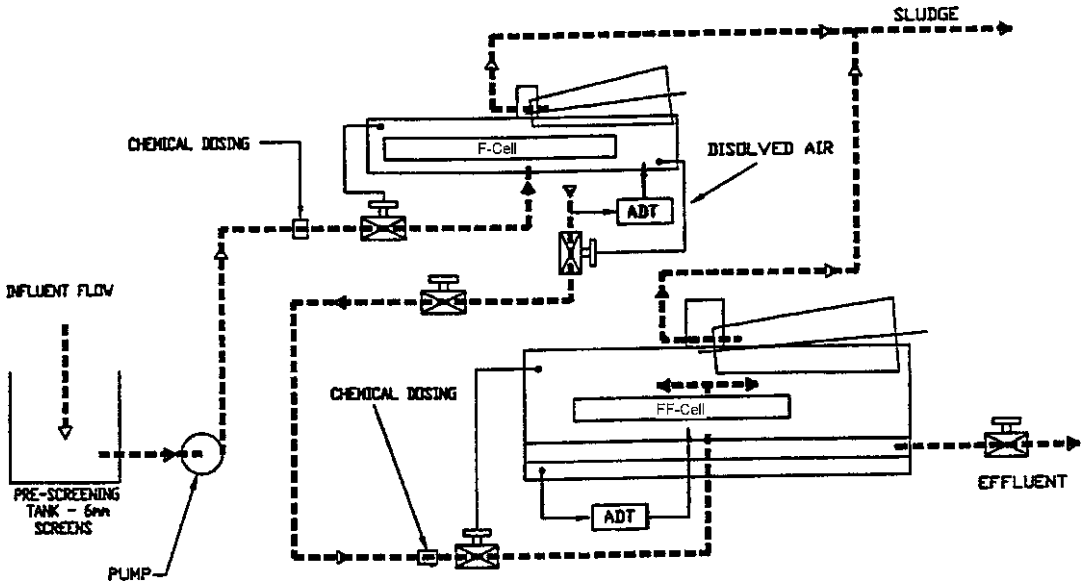 SLUDGE
CHEMICAL DOSING
F-Cell
DISOLVED AIR
ADT
INFLUENT FLOW
CHEMICAL DOSING
FF-Cell
PRE-SCREENING
TANK - 6mm
SCREENS
ADT
EFFLUENT
PUMP